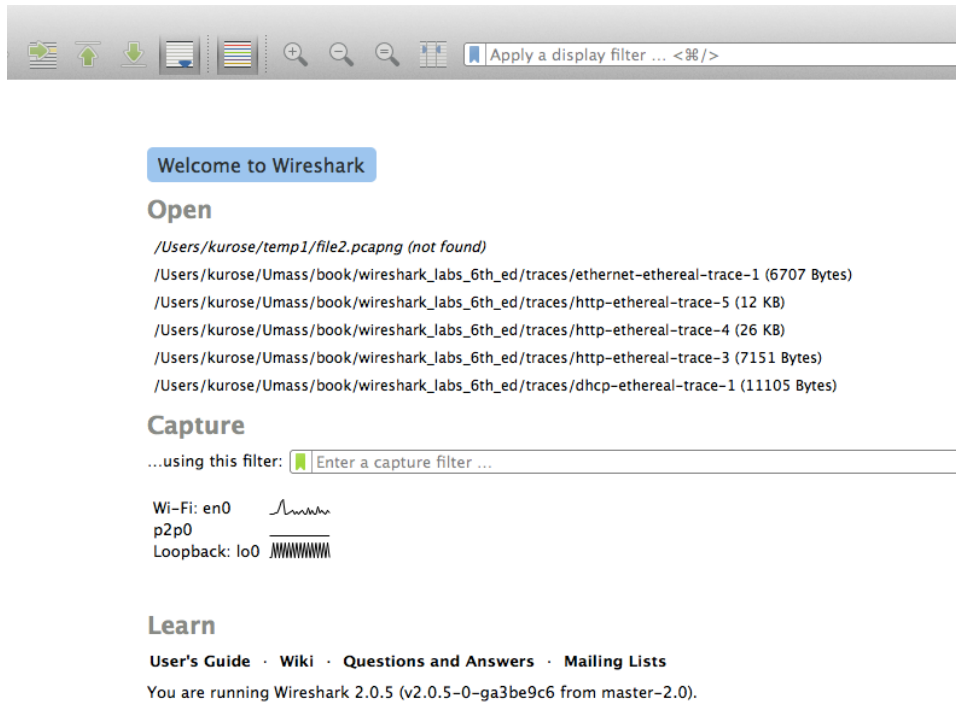 Apply a display filter ... <⌘/>
Welcome to Wireshark
Open
/Users/kurose/temp1/file2.pcapng (not found)
/Users/kurose/Umass/book/wireshark_labs_6th_ed/traces/ethernet-ethereal-trace-1 (6707 Bytes)
/Users/kurose/Umass/book/wireshark_labs_6th_ed/traces/http-ethereal-trace-5 (12 KB)
/Users/kurose/Umass/book/wireshark_labs_6th_ed/traces/http-ethereal-trace-4 (26 KB)
/Users/kurose/Umass/book/wireshark_labs_6th_ed/traces/http-ethereal-trace-3 (7151 Bytes)
/Users/kurose/Umass/book/wireshark_labs_6th_ed/traces/dhcp-ethereal-trace-1 (11105 Bytes)
Capture
...using this filter: Enter a capture filter ...
Wi-Fi: en0
p2p0
Loopback: lo0
Learn
User's Guide · Wiki · Questions and Answers · Mailing Lists
You are running Wireshark 2.0.5 (v2.0.5-0-ga3be9c6 from master-2.0).